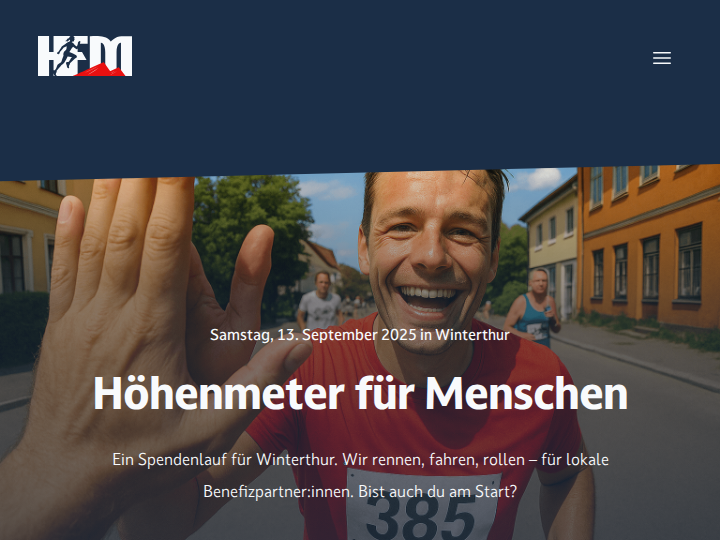 HFM
Samstag, 13. September 2025 in Winterthur
Höhenmeter für Menschen
Ein Spendenlauf für Winterthur. Wir rennen, fahren, rollen – für lokale
Benefizpartner:innen. Bist auch du am Start?
385